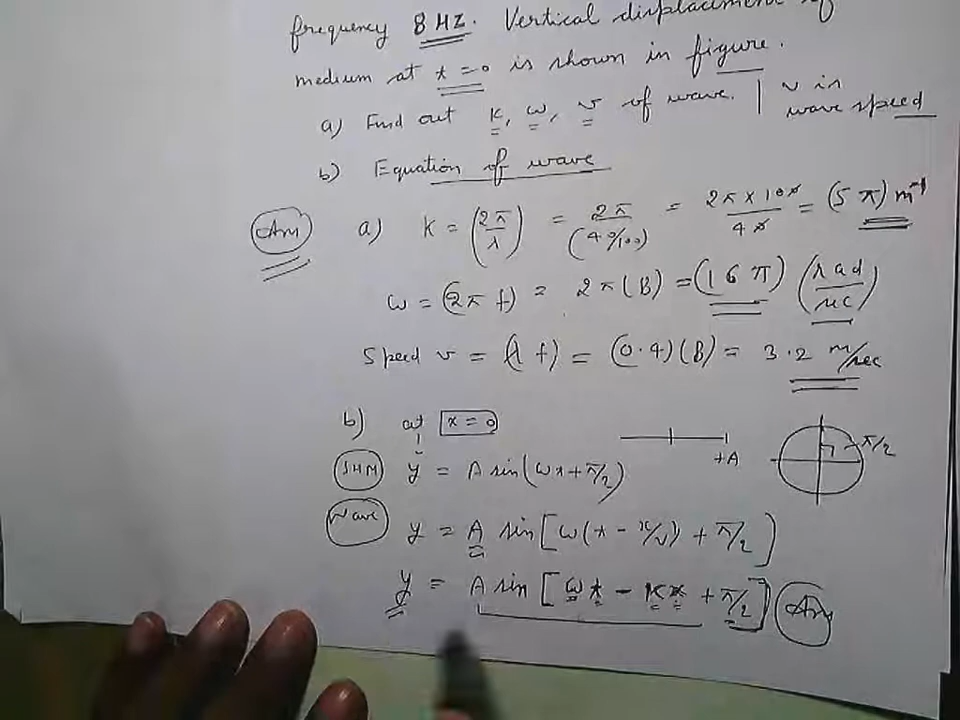 frequency 8 HZ. Vertical displacement of
medium at t=0 is shown in figure.
a) Find out k, ω, v of wave. | v is
wave speed
b) Equation of wave
Ans a) K = (2π/λ) = 2π/(40/100) = 2π x 100/40 = (5 π) m⁻¹
ω = (2π f) = 2π (8) = (16 π) (rad/sec)
Speed v = (λ f) = (0.4)(8) = 3.2 m/sec
b) at x=0
+A π/2
SHM y = A sin(ωt + π/2)
Wave y = A sin[ω(t - x/v) + π/2]
y = A sin [ωt - Kx + π/2] Ans